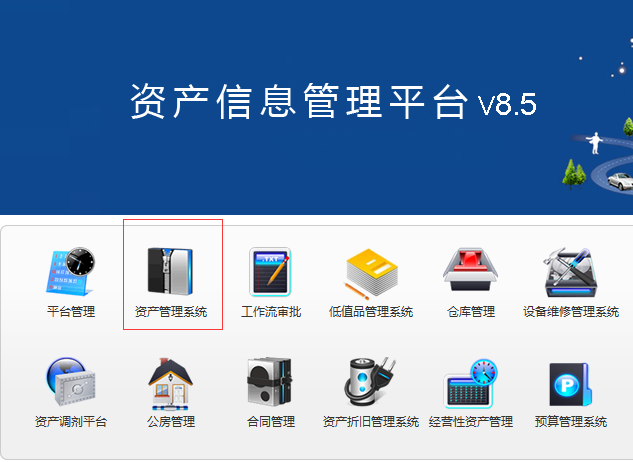 资产信息管理平台 V8.5
.TXT
平台管理
资产管理系统
工作流审批
低值品管理系统
仓库管理
设备维修管理系统
P
资产调剂平台
公房管理
合同管理
资产折旧管理系统
经营性资产管理
预算管理系统